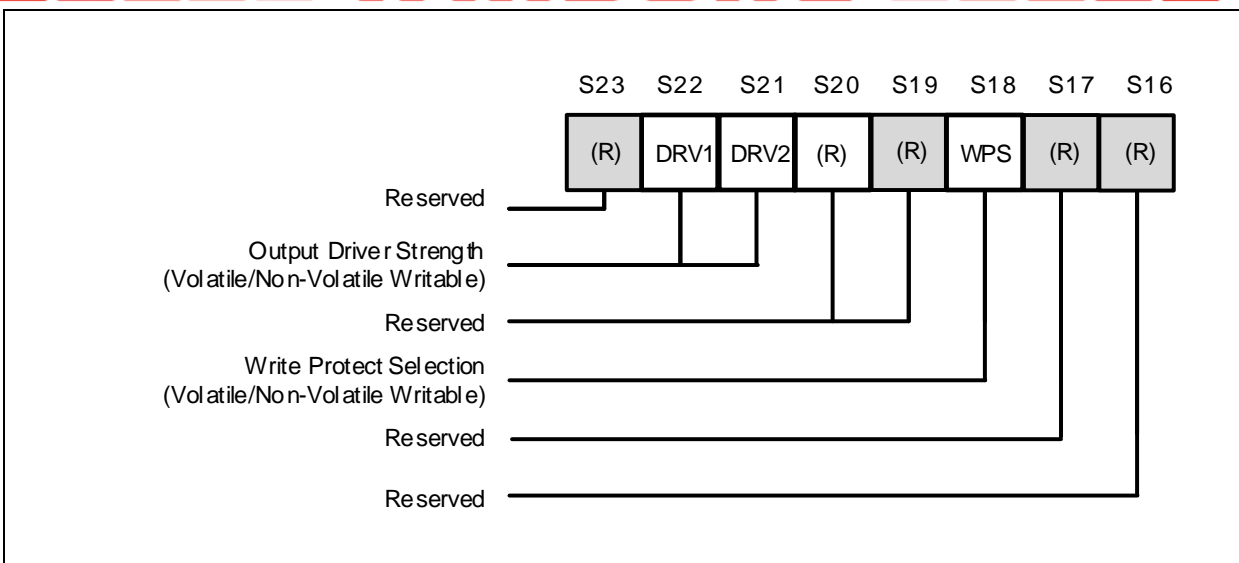 S23 S22 S21 S20 S19 S18 S17 S16
(R) DRV1 DRV2 (R) (R) WPS (R) (R)
Reserved
Output Driver Strength
(Volatile/Non-Volatile Writable)
Reserved
Write Protect Selection
(Volatile/Non-Volatile Writable)
Reserved
Reserved